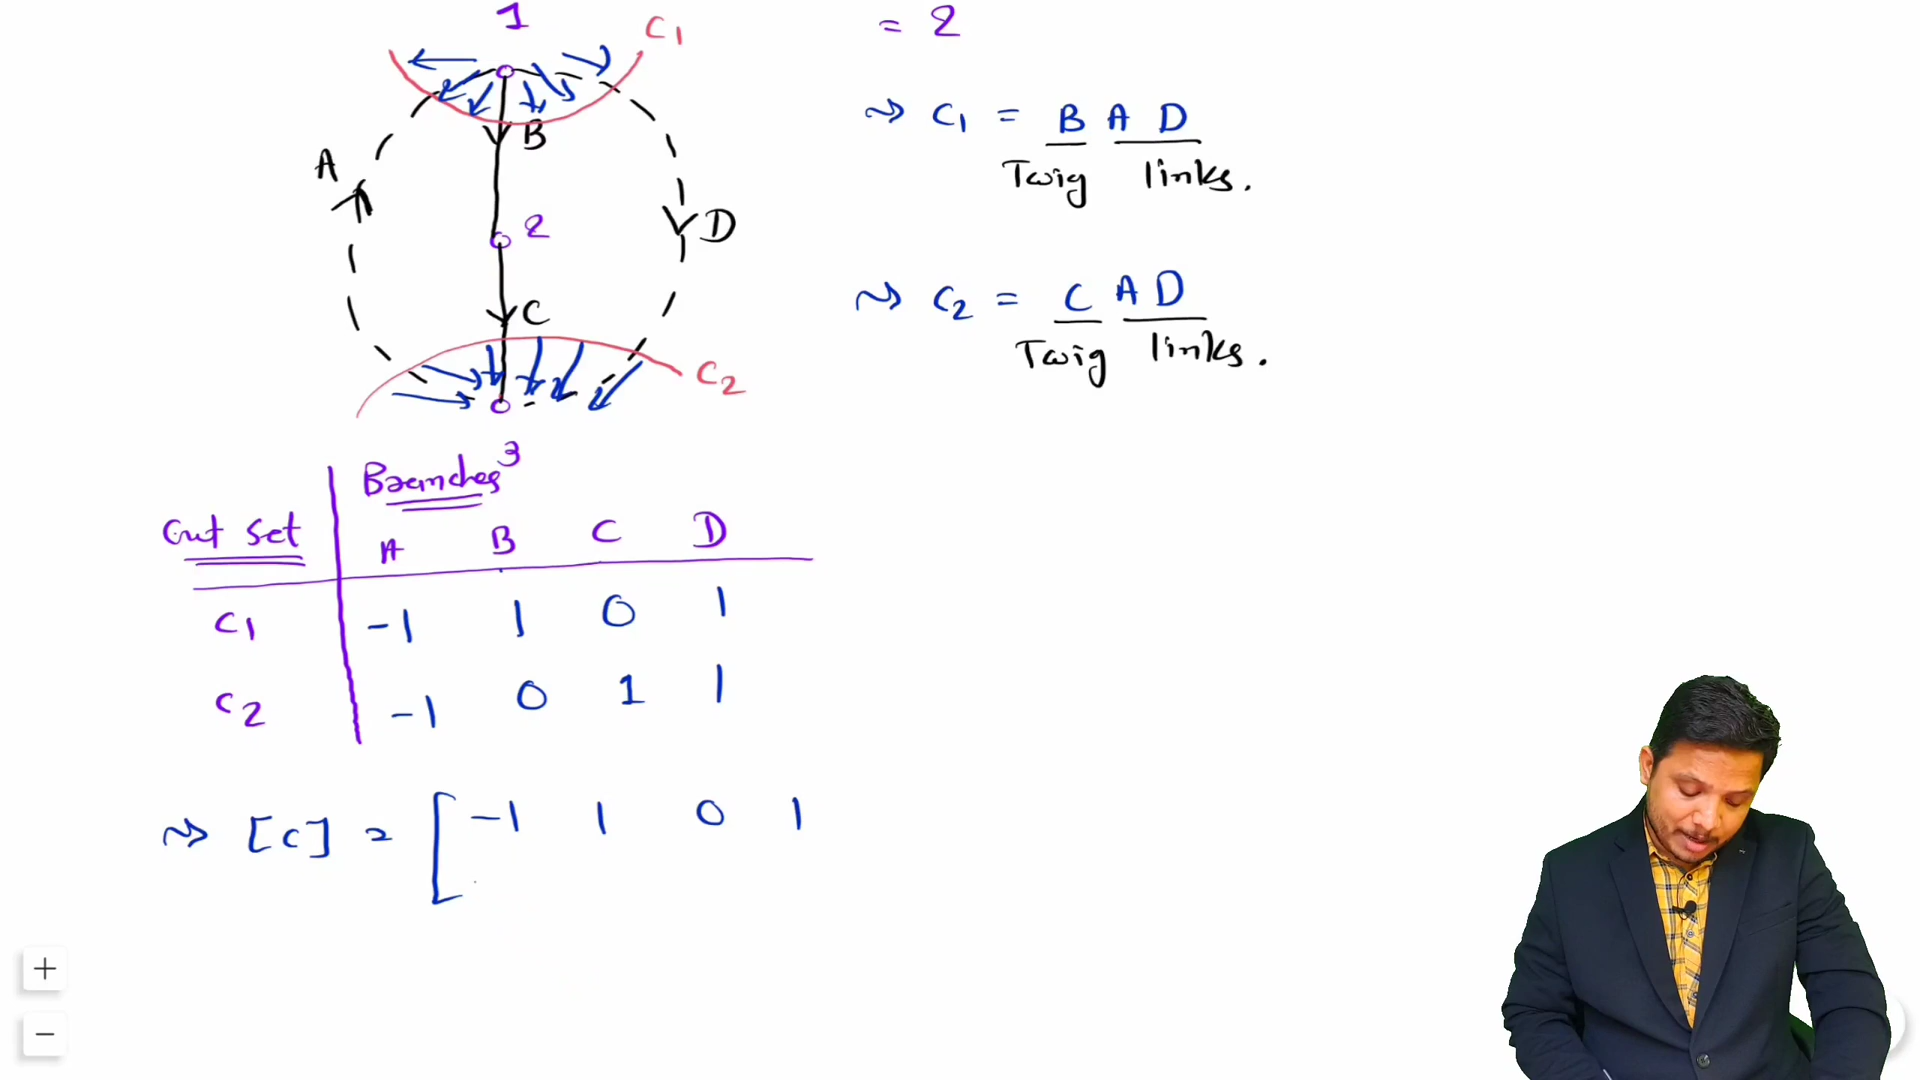 1
C1
= 2
B
A
D
2
C
C2
3
⇝ C1 = B A D
Twig links.
⇝ C2 = C A D
Twig links.
Cut Set Branches
A B C D
C1 -1 1 0 1
C2 -1 0 1 1
⇝ [C] = [ -1 1 0 1
+
−